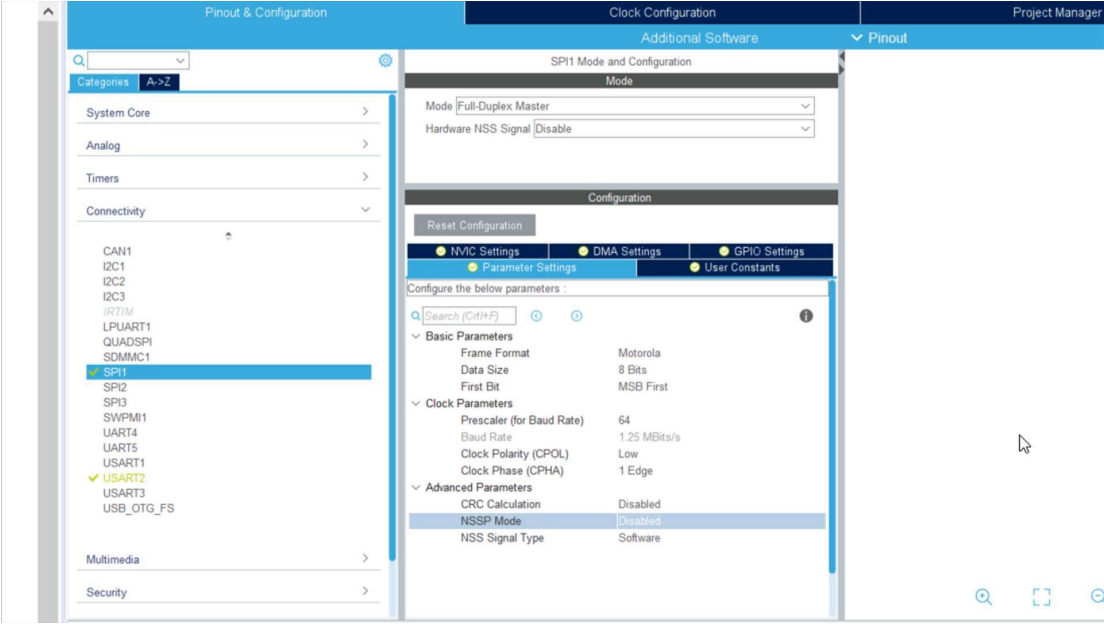 Pinout & Configuration
Clock Configuration
Project Manager
Additional Software
Pinout
Categories
A->Z
System Core
Analog
Timers
Connectivity
CAN1
I2C1
I2C2
I2C3
IRTIM
LPUART1
QUADSPI
SDMMC1
SPI1
SPI2
SPI3
SWPMI1
UART4
UART5
USART1
USART2
USART3
USB_OTG_FS
Multimedia
Security
SPI1 Mode and Configuration
Mode
Mode Full-Duplex Master
Hardware NSS Signal Disable
Configuration
Reset Configuration
NVIC Settings
DMA Settings
GPIO Settings
Parameter Settings
User Constants
Configure the below parameters :
Search (Crtl+F)
Basic Parameters
Frame Format Motorola
Data Size 8 Bits
First Bit MSB First
Clock Parameters
Prescaler (for Baud Rate) 64
Baud Rate 1.25 MBits/s
Clock Polarity (CPOL) Low
Clock Phase (CPHA) 1 Edge
Advanced Parameters
CRC Calculation Disabled
NSSP Mode Disabled
NSS Signal Type Software